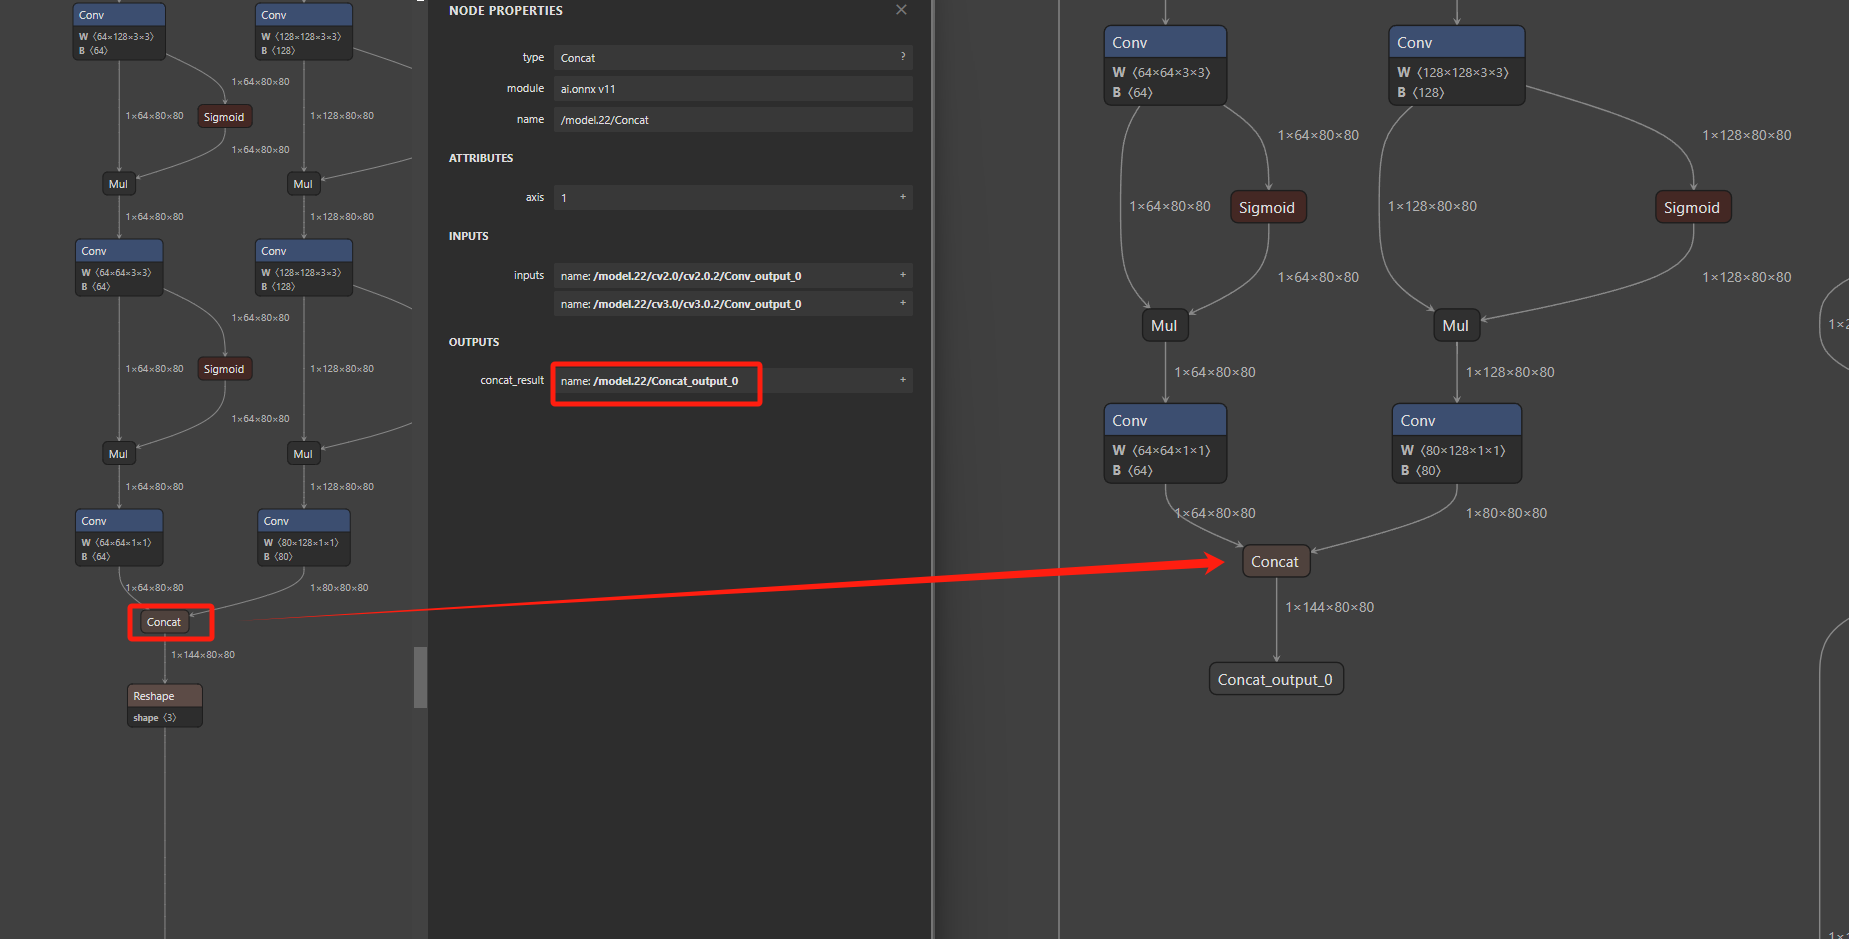 Conv
W ⟨64×128×3×3⟩
B ⟨64⟩
Conv
W ⟨128×128×3×3⟩
B ⟨128⟩
1×64×80×80
1×64×80×80
Sigmoid
1×128×80×80
1×64×80×80
Mul
Mul
1×64×80×80
1×128×80×80
Conv
W ⟨64×64×3×3⟩
B ⟨64⟩
Conv
W ⟨128×128×3×3⟩
B ⟨128⟩
1×64×80×80
1×64×80×80
Sigmoid
1×128×80×80
1×64×80×80
Mul
Mul
1×64×80×80
1×128×80×80
Conv
W ⟨64×64×1×1⟩
B ⟨64⟩
Conv
W ⟨80×128×1×1⟩
B ⟨80⟩
1×64×80×80
1×80×80×80
Concat
1×144×80×80
Reshape
shape ⟨3⟩
NODE PROPERTIES
type Concat ?
module ai.onnx v11
name /model.22/Concat
ATTRIBUTES
axis 1 +
INPUTS
inputs name: /model.22/cv2.0/cv2.0.2/Conv_output_0 +
name: /model.22/cv3.0/cv3.0.2/Conv_output_0 +
OUTPUTS
concat_result name: /model.22/Concat_output_0 +
Conv
W ⟨64×64×3×3⟩
B ⟨64⟩
Conv
W ⟨128×128×3×3⟩
B ⟨128⟩
1×64×80×80
1×128×80×80
1×64×80×80
Sigmoid
1×128×80×80
Sigmoid
1×64×80×80
1×128×80×80
Mul
Mul
1×64×80×80
1×128×80×80
Conv
W ⟨64×64×1×1⟩
B ⟨64⟩
Conv
W ⟨80×128×1×1⟩
B ⟨80⟩
1×64×80×80
1×80×80×80
Concat
1×144×80×80
Concat_output_0